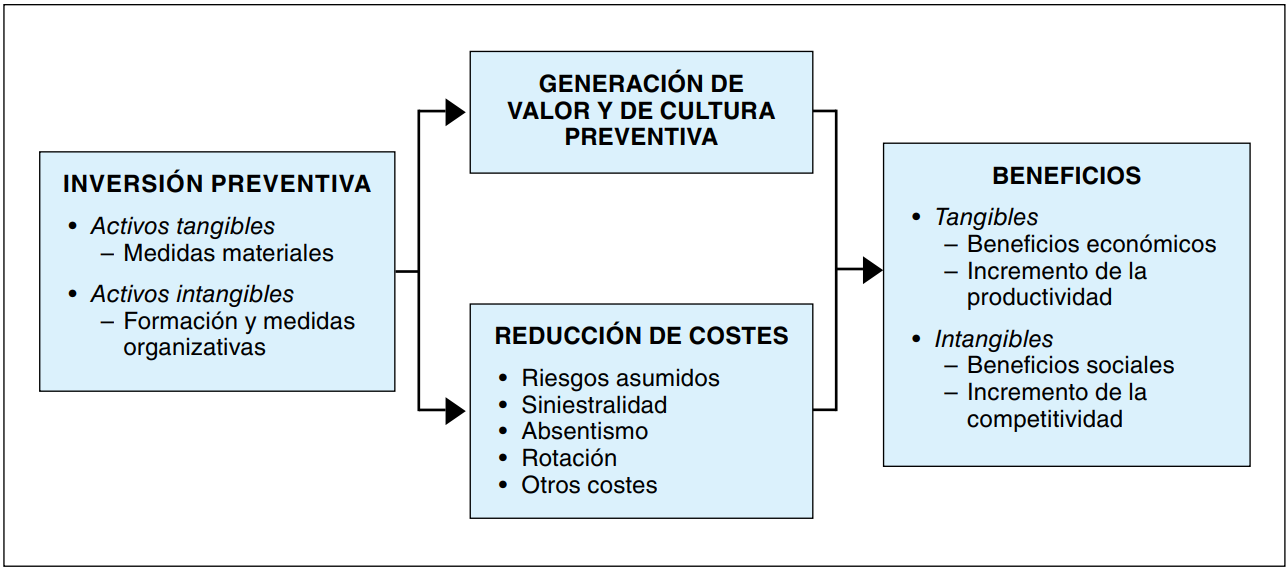 INVERSIÓN PREVENTIVA
• Activos tangibles
– Medidas materiales
• Activos intangibles
– Formación y medidas
organizativas
GENERACIÓN DE
VALOR Y DE CULTURA
PREVENTIVA
REDUCCIÓN DE COSTES
• Riesgos asumidos
• Siniestralidad
• Absentismo
• Rotación
• Otros costes
BENEFICIOS
• Tangibles
– Beneficios económicos
– Incremento de la
productividad
• Intangibles
– Beneficios sociales
– Incremento de la
competitividad